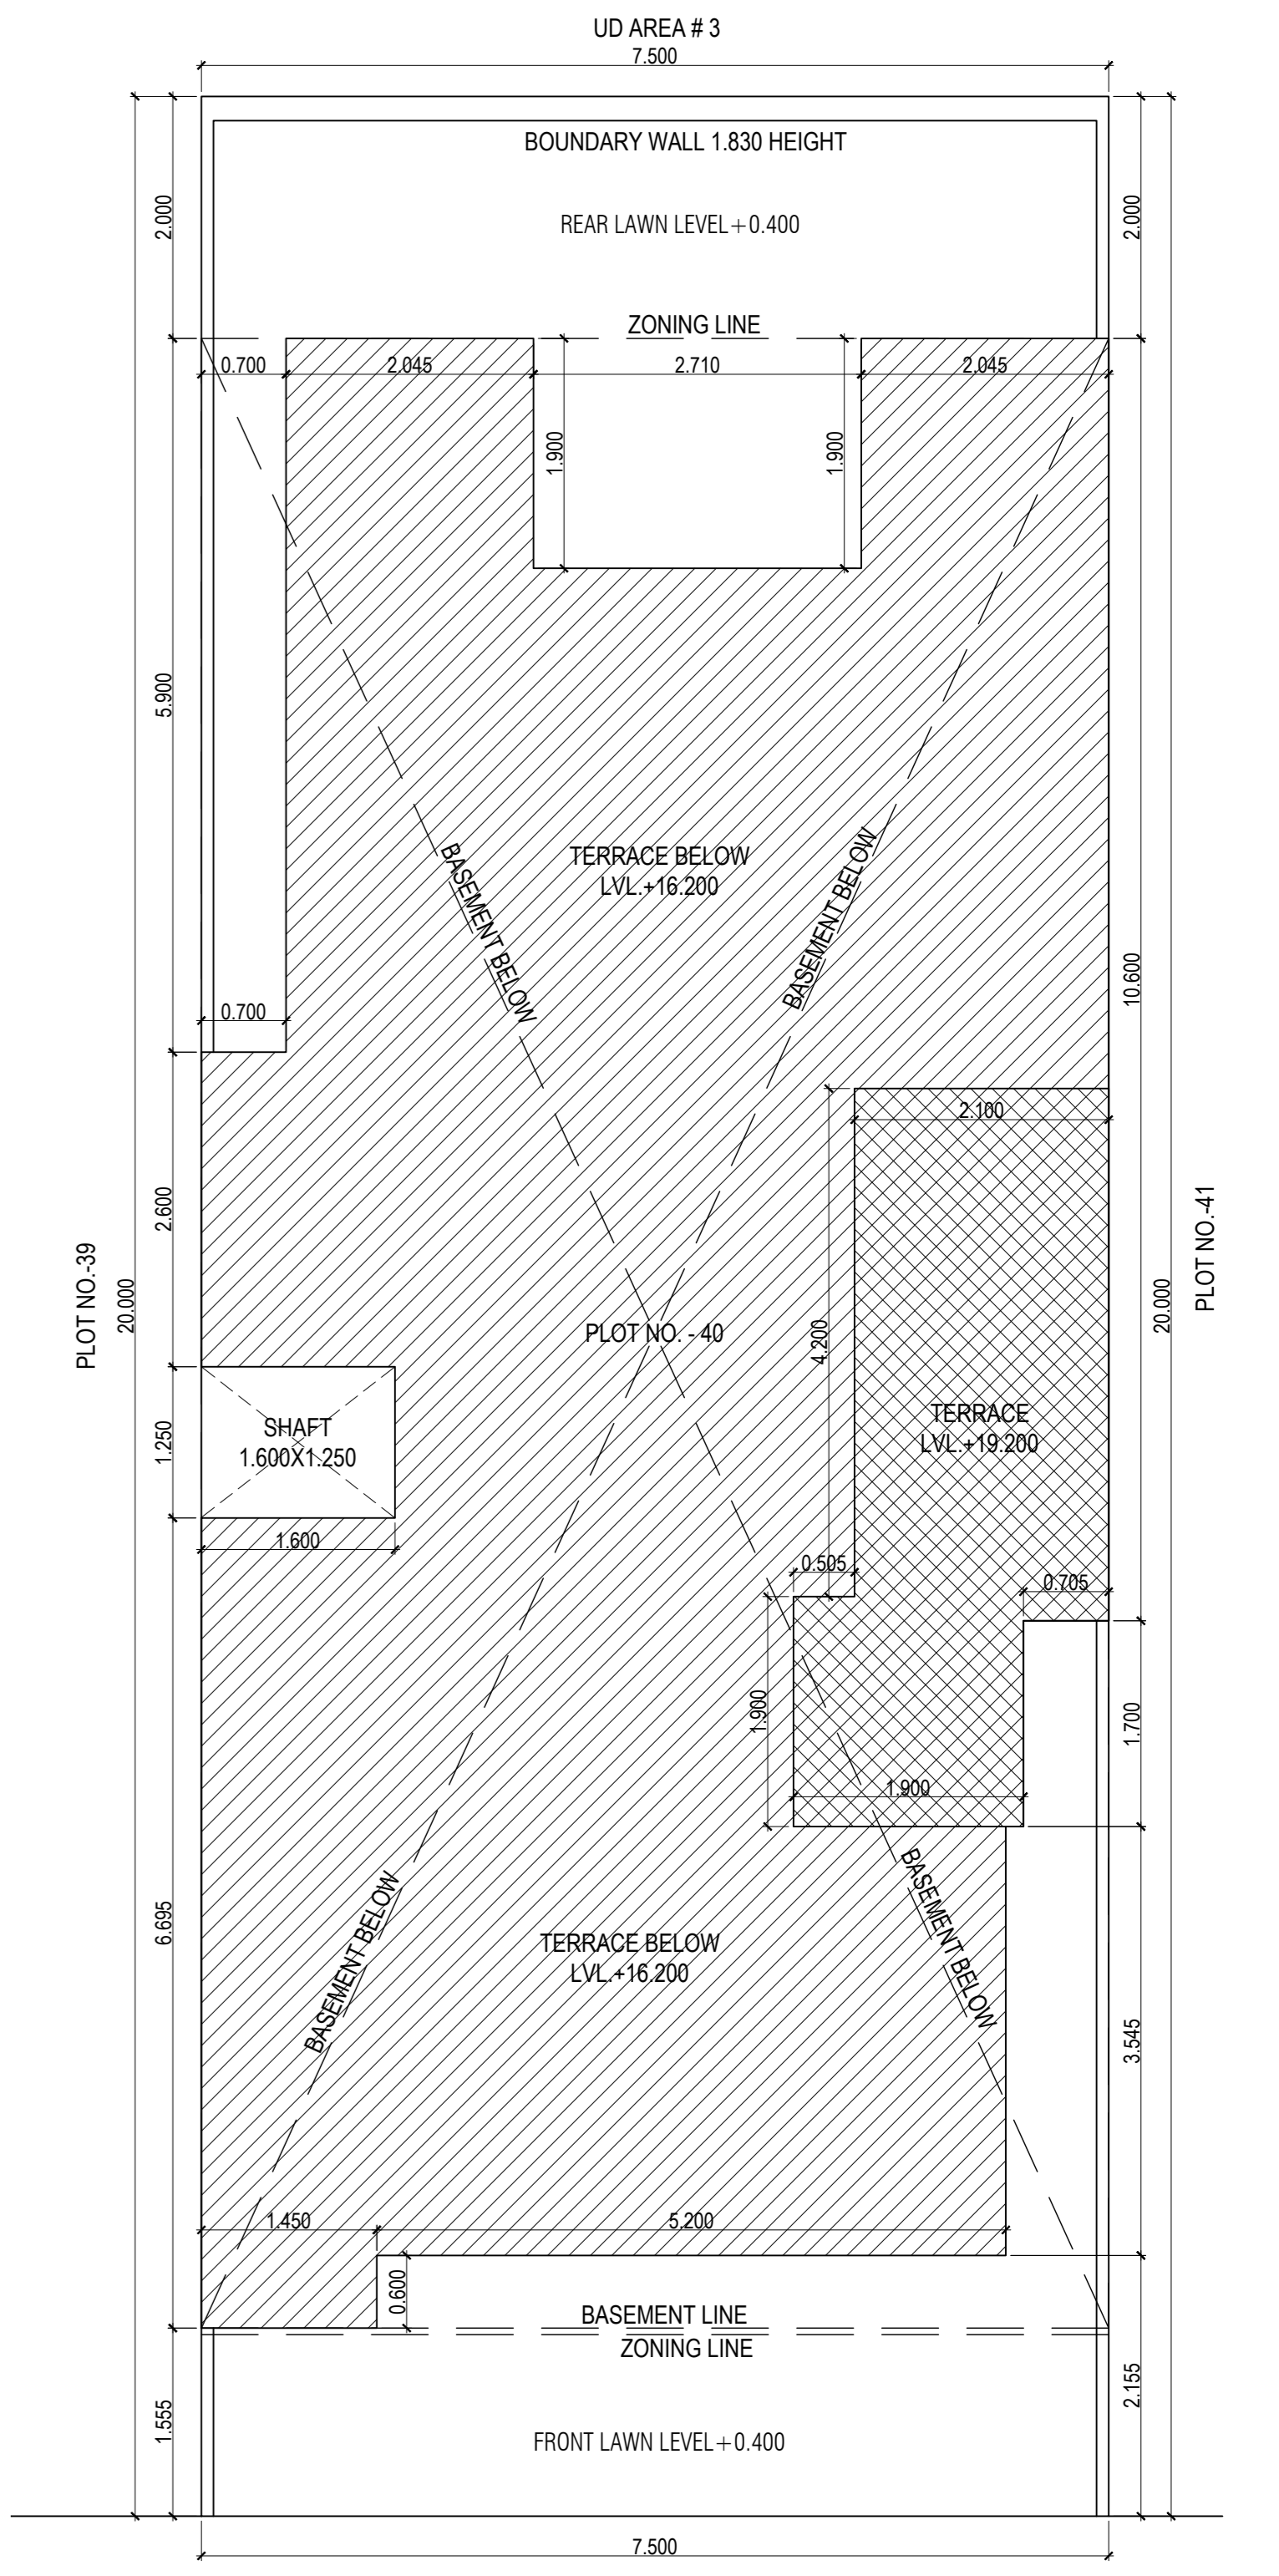 UD AREA # 3
7.500
BOUNDARY WALL 1.830 HEIGHT
2.000
2.000
REAR LAWN LEVEL+0.400
ZONING LINE
0.700
2.045
2.710
2.045
1.900
1.900
5.900
TERRACE BELOW
LVL.+16.200
BASEMENT BELOW
BASEMENT BELOW
10.600
0.700
2.100
2.600
PLOT NO.-39
20.000
PLOT NO. - 40
4.200
20.000
PLOT NO.-41
1.250
SHAFT
1.600X1.250
TERRACE
LVL.+19.200
1.600
0.505
0.705
1.900
1.700
1.900
6.695
BASEMENT BELOW
BASEMENT BELOW
TERRACE BELOW
LVL.+16.200
3.545
1.450
5.200
0.600
BASEMENT LINE
ZONING LINE
1.555
2.155
FRONT LAWN LEVEL+0.400
7.500